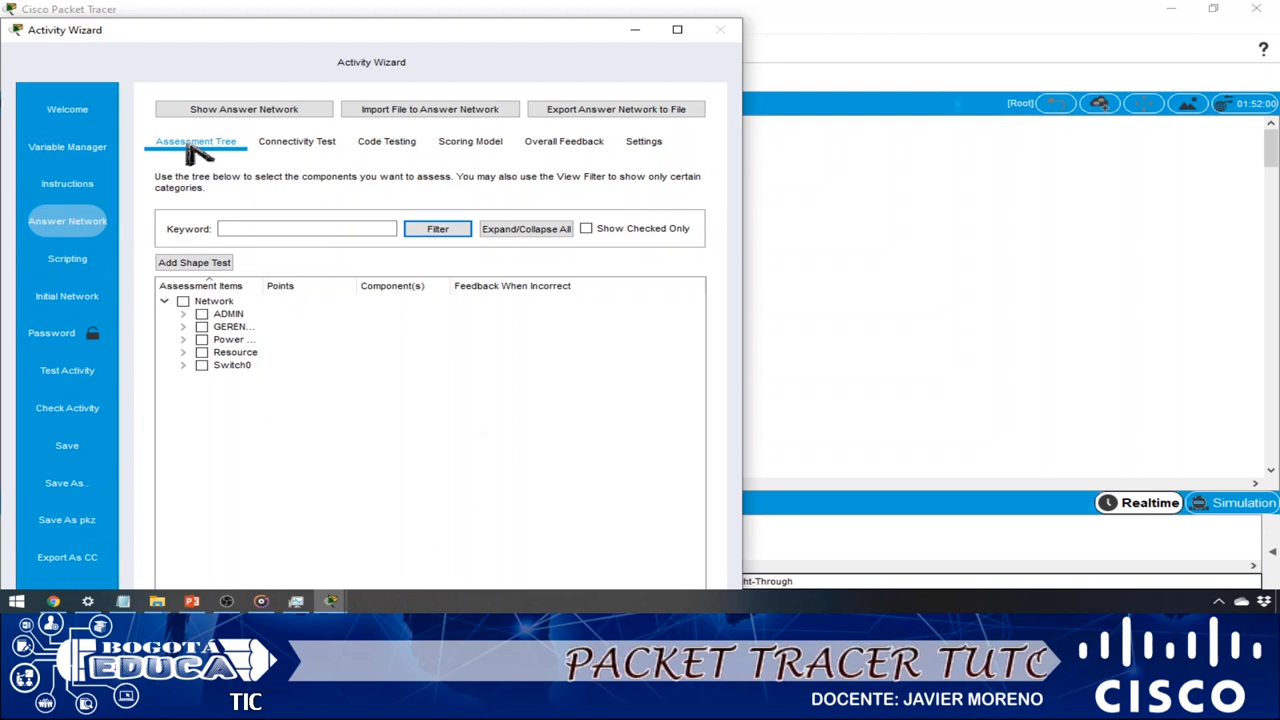 Cisco Packet Tracer
Activity Wizard
Activity Wizard
Welcome
Variable Manager
Instructions
Answer Network
Scripting
Initial Network
Password
Test Activity
Check Activity
Save
Save As..
Save As pkz
Export As CC
Show Answer Network
Import File to Answer Network
Export Answer Network to File
Assessment Tree
Connectivity Test
Code Testing
Scoring Model
Overall Feedback
Settings
Use the tree below to select the components you want to assess. You may also use the View Filter to show only certain
categories.
Keyword:
Filter
Expand/Collapse All
Show Checked Only
Add Shape Test
Assessment Items
Points
Component(s)
Feedback When Incorrect
Network
ADMIN
GEREN...
Power ...
Resource
Switch0
?
[Root]
01:52:00
Realtime
Simulation
ht-Through
BOGOTÁ
EDUCA
TIC
PACKET TRACER TUTO
DOCENTE: JAVIER MORENO
CISCO